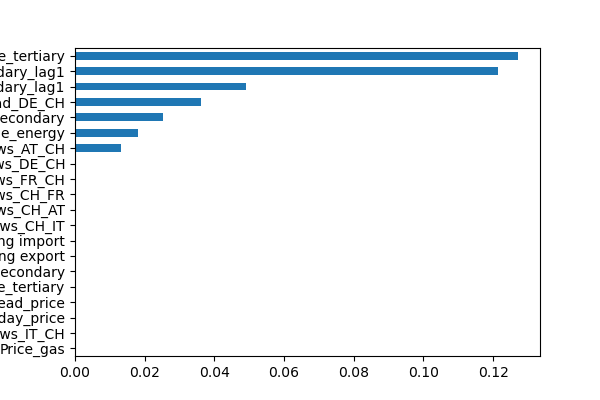 e_tertiary
dary_lag1
dary_lag1
ad_DE_CH
econdary
e_energy
ws_AT_CH
ws_DE_CH
ws_FR_CH
ws_CH_FR
ws_CH_AT
ws_CH_IT
ng import
ng export
econdary
e_tertiary
ead_price
day_price
ws_IT_CH
Price_gas
0.00 0.02 0.04 0.06 0.08 0.10 0.12